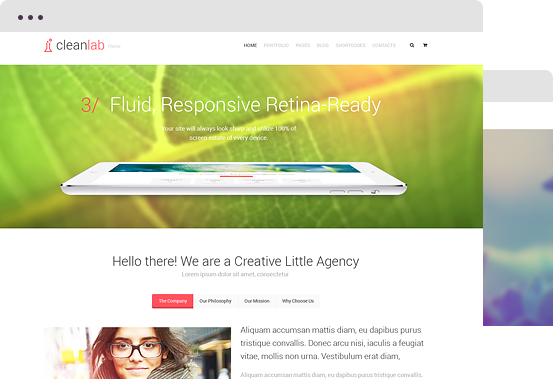 cleanlab
Theme
HOME PORTFOLIO PAGES BLOG SHORTCODES CONTACTS
3/ Fluid, Responsive Retina-Ready
Your site will always look sharp and utilize 100% of
screen estate of every device.
Hello there! We are a Creative Little Agency
Lorem ipsum dolor sit amet, consectetur
The Company Our Philosophy Our Mission Why Choose Us
Aliquam accumsan mattis diam, eu dapibus purus
tristique convallis. Donec arcu nisi, iaculis a feugiat
vitae, mollis non urna. Vestibulum erat diam,
Aliquam accumsan mattis diam, eu dapibus purus tristique convallis.